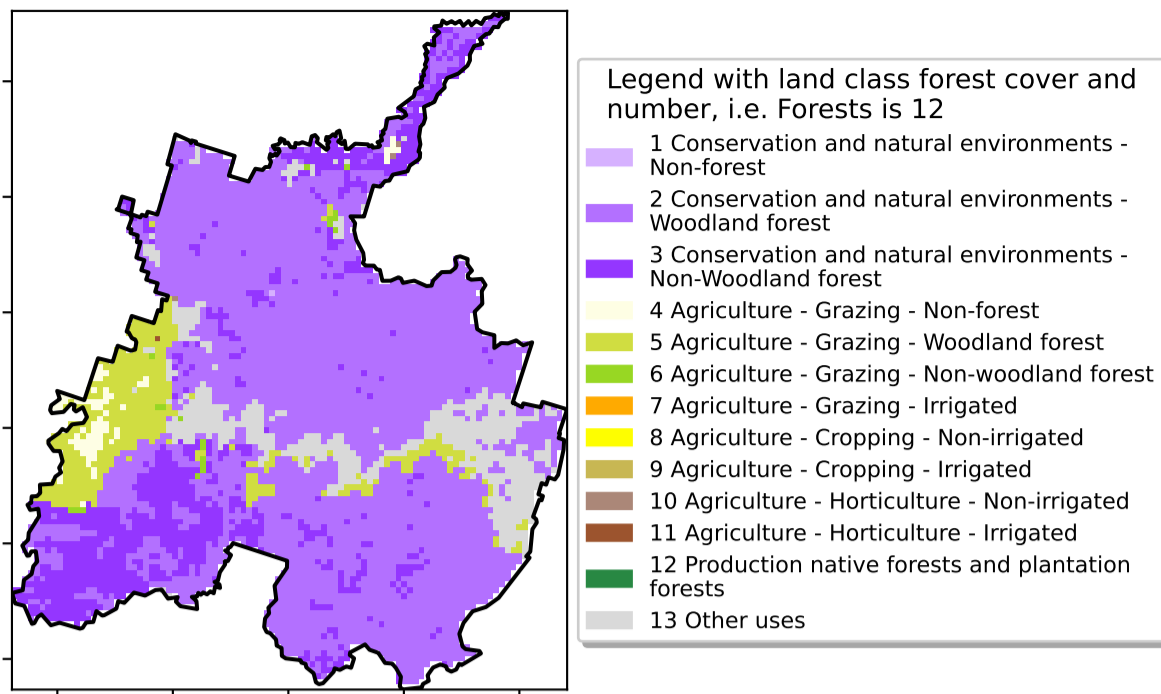 Legend with land class forest cover and
number, i.e. Forests is 12
1 Conservation and natural environments -
Non-forest
2 Conservation and natural environments -
Woodland forest
3 Conservation and natural environments -
Non-Woodland forest
4 Agriculture - Grazing - Non-forest
5 Agriculture - Grazing - Woodland forest
6 Agriculture - Grazing - Non-woodland forest
7 Agriculture - Grazing - Irrigated
8 Agriculture - Cropping - Non-irrigated
9 Agriculture - Cropping - Irrigated
10 Agriculture - Horticulture - Non-irrigated
11 Agriculture - Horticulture - Irrigated
12 Production native forests and plantation
forests
13 Other uses